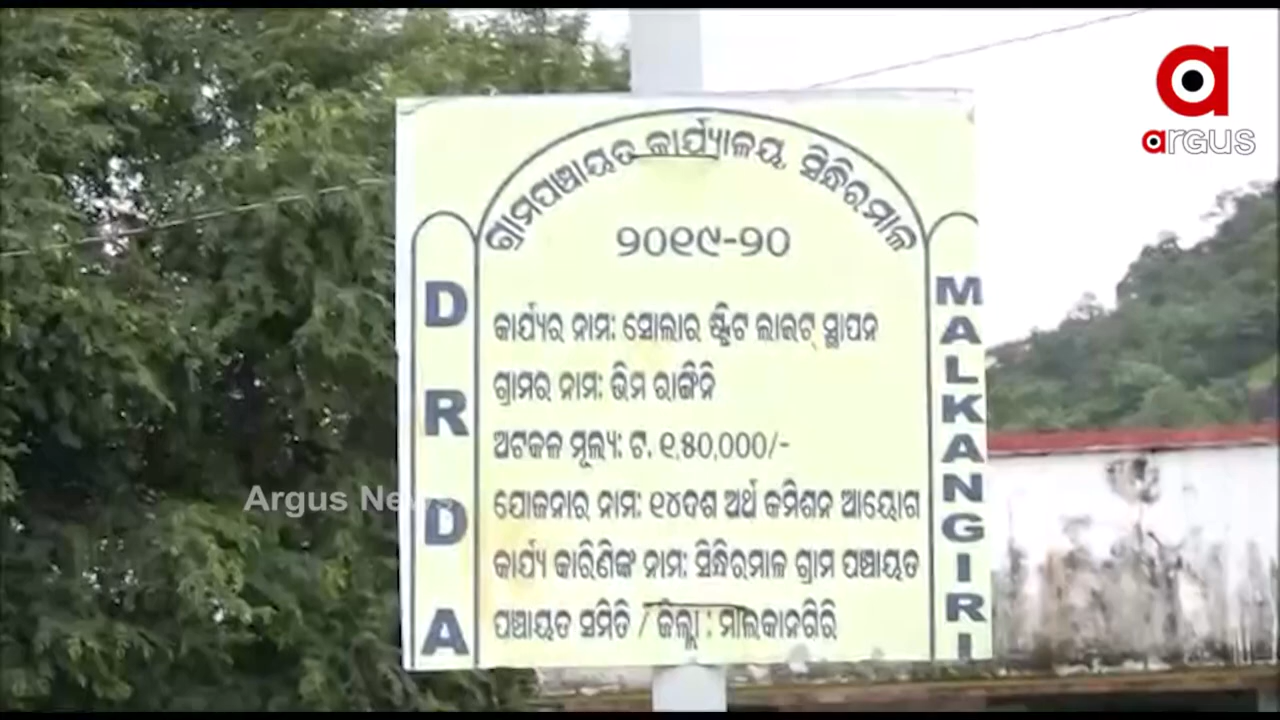 ଗ୍ରାମପଞ୍ଚାୟତ କାର୍ଯ୍ୟାଳୟ, ସିନ୍ଧିରମାଳ
୨୦୧୯-୨୦
କାର୍ଯ୍ୟର ନାମ: ସୋଲାର ଷ୍ଟ୍ରିଟ ଲାଇଟ୍ ସ୍ଥାପନ
ଗ୍ରାମର ନାମ: ଭିମ ରାଙ୍ଗିନି
ଅଟକଳ ମୂଲ୍ୟ: ଟ. ୧,୫୦,୦୦୦/-
ଯୋଜନାର ନାମ: ୧୪ଦଶ ଅର୍ଥ କମିଶନ ଆୟୋଗ
କାର୍ଯ୍ୟ କାରିଣିଙ୍କ ନାମ: ସିନ୍ଧିରମାଳ ଗ୍ରାମ ପଞ୍ଚାୟତ
ପଞ୍ଚାୟତ ସମିତି / ଜିଲ୍ଲା : ମାଲକାନଗିରି
DRDA
MALKANGIRI
argus
Argus News